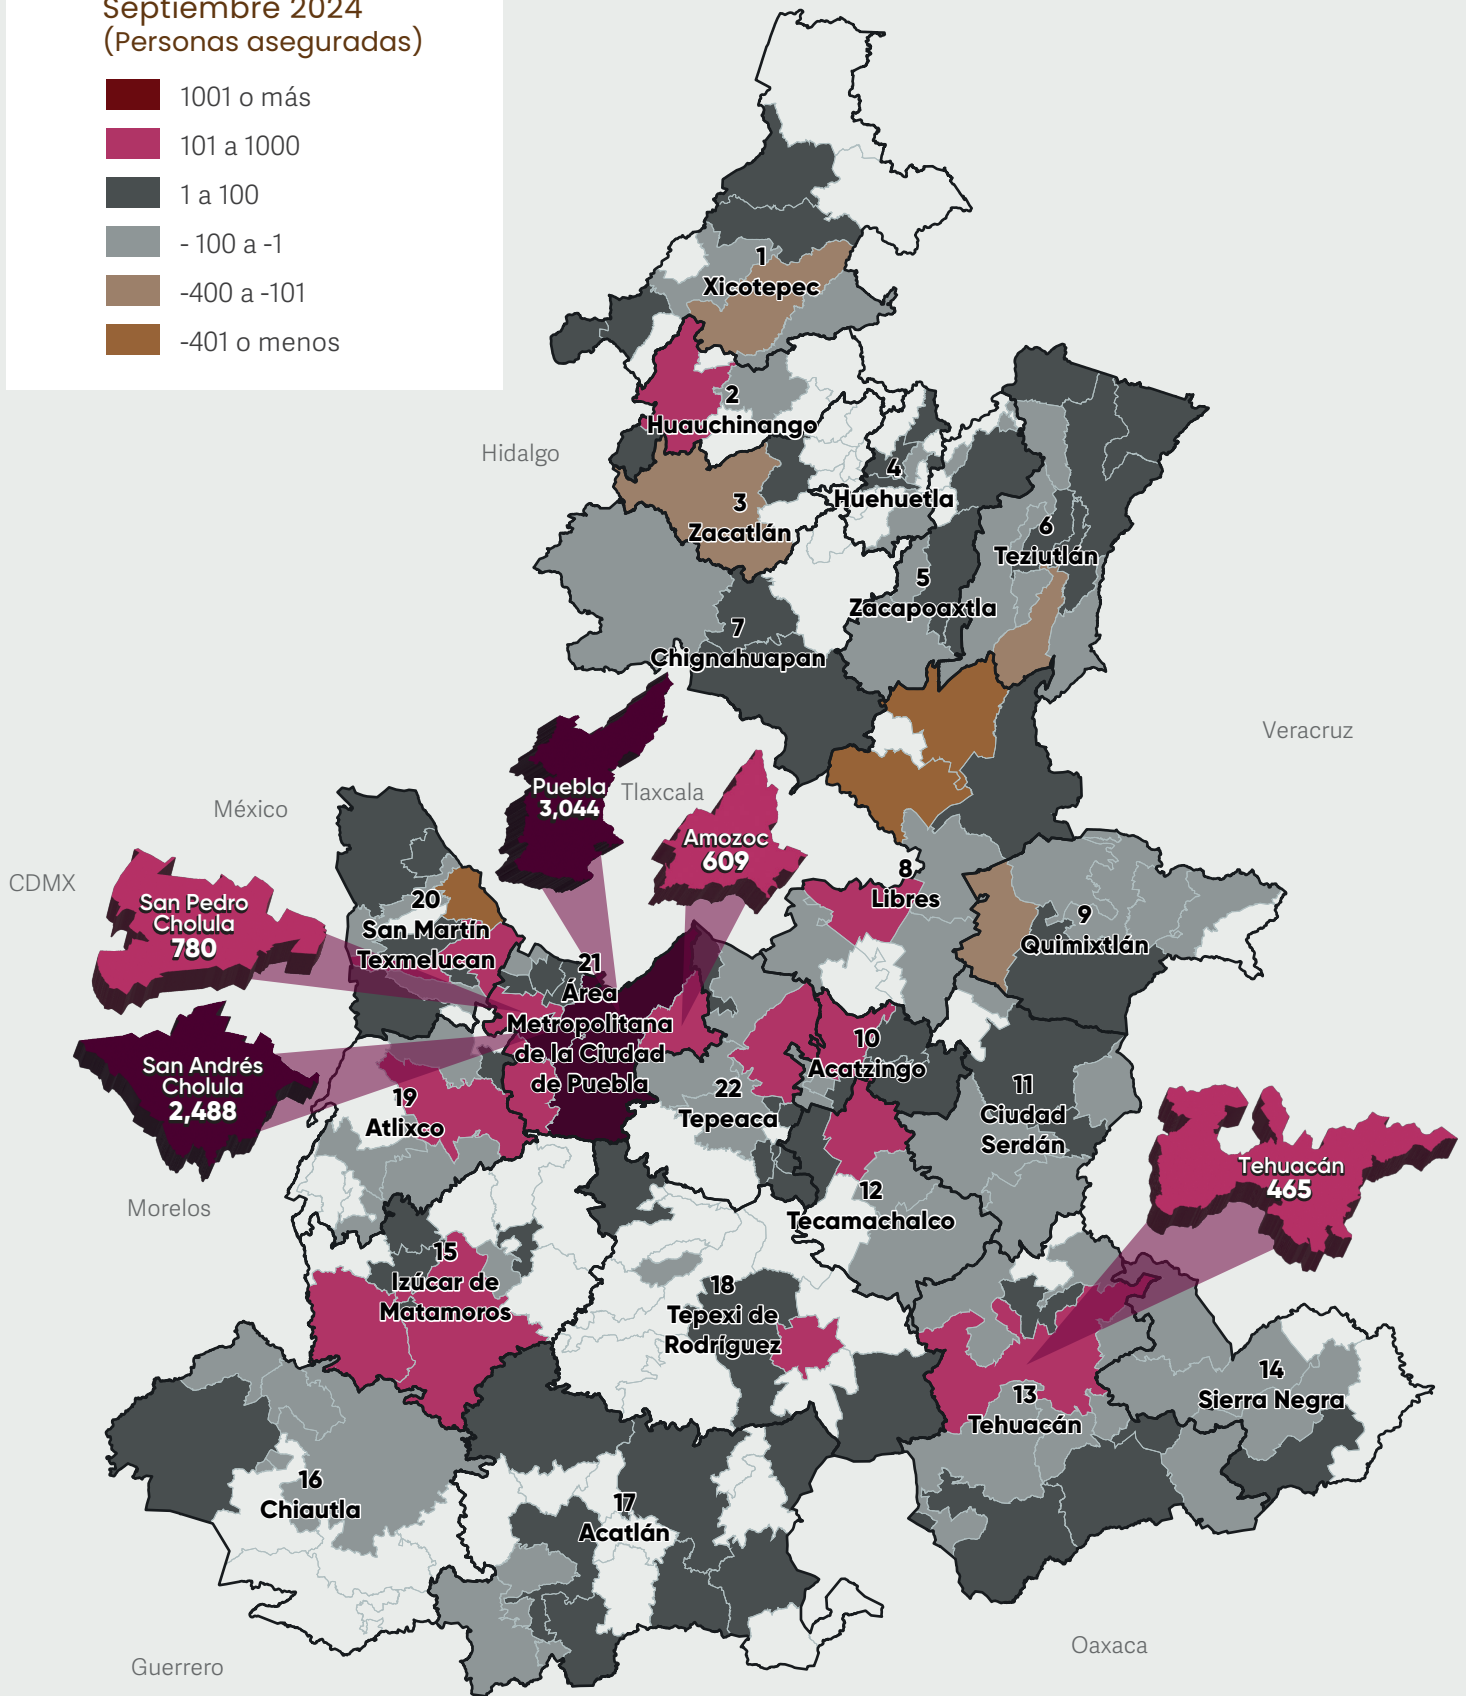 Septiembre 2024
(Personas aseguradas)
1001 o más
101 a 1000
1 a 100
- 100 a -1
-400 a -101
-401 o menos
1
Xicotepec
2
Huauchinango
Hidalgo
3
Zacatlán
4
Huehuetla
5
Zacapoaxtla
6
Teziutlán
7
Chignahuapan
Veracruz
México
Puebla
3,044
Tlaxcala
Amozoc
609
CDMX
San Pedro
Cholula
780
8
Libres
9
Quimixtlán
20
San Martín
Texmelucan
21
Área
Metropolitana
de la Ciudad
de Puebla
10
Acatzingo
San Andrés
Cholula
2,488
19
Atlixco
22
Tepeaca
11
Ciudad
Serdán
Tehuacán
465
Morelos
12
Tecamachalco
15
Izúcar de
Matamoros
18
Tepexi de
Rodríguez
13
Tehuacán
14
Sierra Negra
16
Chiautla
17
Acatlán
Guerrero
Oaxaca